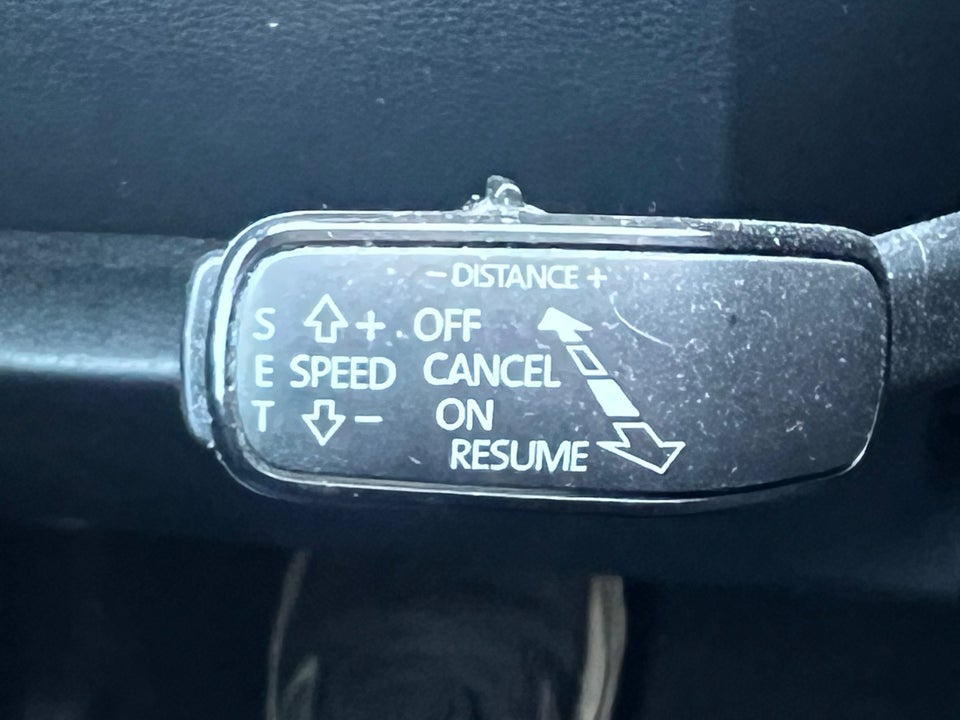 − DISTANCE +
S + OFF
E SPEED CANCEL
T − ON
RESUME